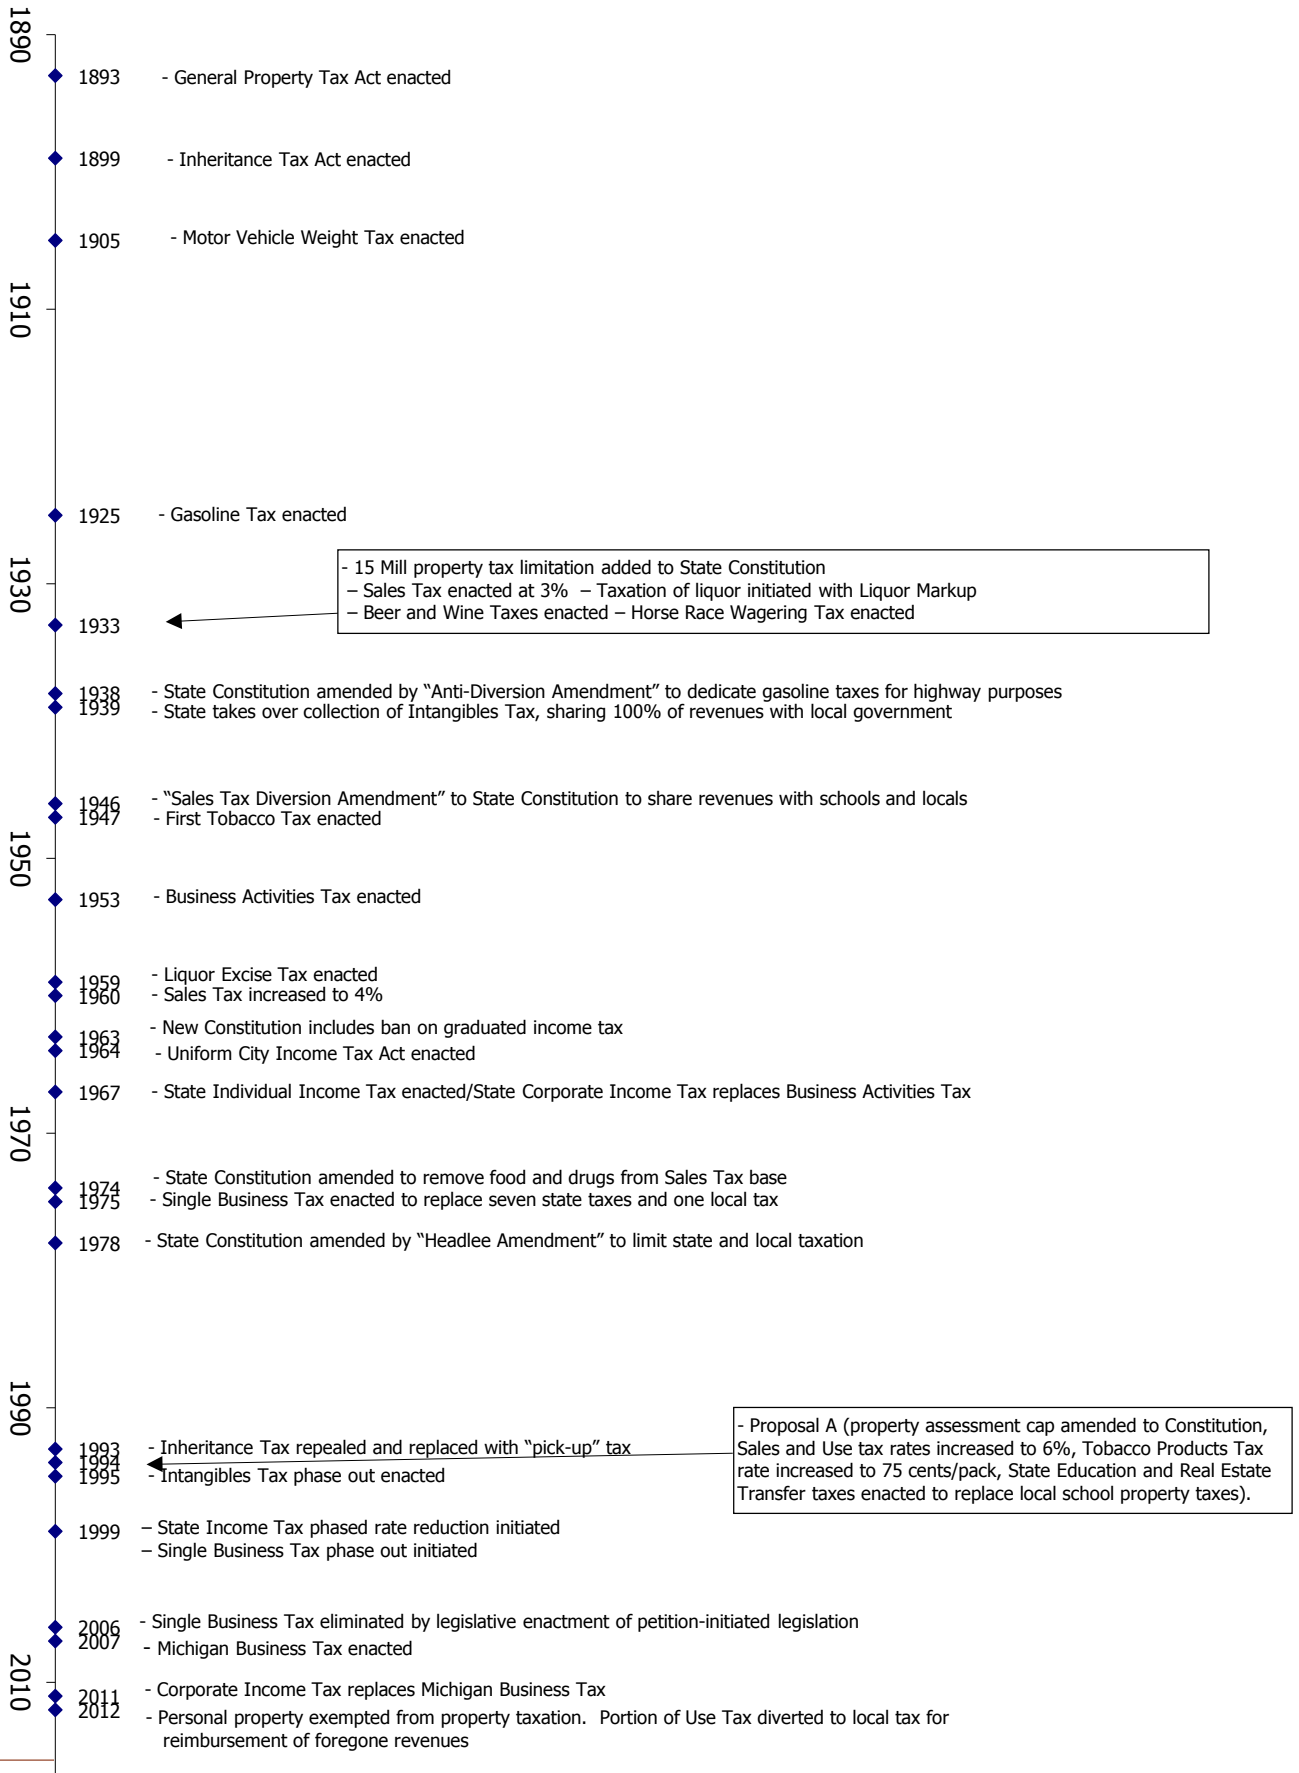 1890
1893 - General Property Tax Act enacted
1899 - Inheritance Tax Act enacted
1905 - Motor Vehicle Weight Tax enacted
1910
1925 - Gasoline Tax enacted
1930
- 15 Mill property tax limitation added to State Constitution
– Sales Tax enacted at 3% – Taxation of liquor initiated with Liquor Markup
– Beer and Wine Taxes enacted – Horse Race Wagering Tax enacted
1933
1938 - State Constitution amended by “Anti-Diversion Amendment” to dedicate gasoline taxes for highway purposes
1939 - State takes over collection of Intangibles Tax, sharing 100% of revenues with local government
1946 - “Sales Tax Diversion Amendment” to State Constitution to share revenues with schools and locals
1947 - First Tobacco Tax enacted
1950
1953 - Business Activities Tax enacted
1959 - Liquor Excise Tax enacted
1960 - Sales Tax increased to 4%
1963 - New Constitution includes ban on graduated income tax
1964 - Uniform City Income Tax Act enacted
1967 - State Individual Income Tax enacted/State Corporate Income Tax replaces Business Activities Tax
1970
1974 - State Constitution amended to remove food and drugs from Sales Tax base
1975 - Single Business Tax enacted to replace seven state taxes and one local tax
1978 - State Constitution amended by “Headlee Amendment” to limit state and local taxation
1990
1993 - Inheritance Tax repealed and replaced with “pick-up” tax
1994
- Proposal A (property assessment cap amended to Constitution,
Sales and Use tax rates increased to 6%, Tobacco Products Tax
rate increased to 75 cents/pack, State Education and Real Estate
Transfer taxes enacted to replace local school property taxes).
1995 - Intangibles Tax phase out enacted
1999 – State Income Tax phased rate reduction initiated
– Single Business Tax phase out initiated
2006 - Single Business Tax eliminated by legislative enactment of petition-initiated legislation
2007 - Michigan Business Tax enacted
2010
2011 - Corporate Income Tax replaces Michigan Business Tax
2012 - Personal property exempted from property taxation. Portion of Use Tax diverted to local tax for
reimbursement of foregone revenues